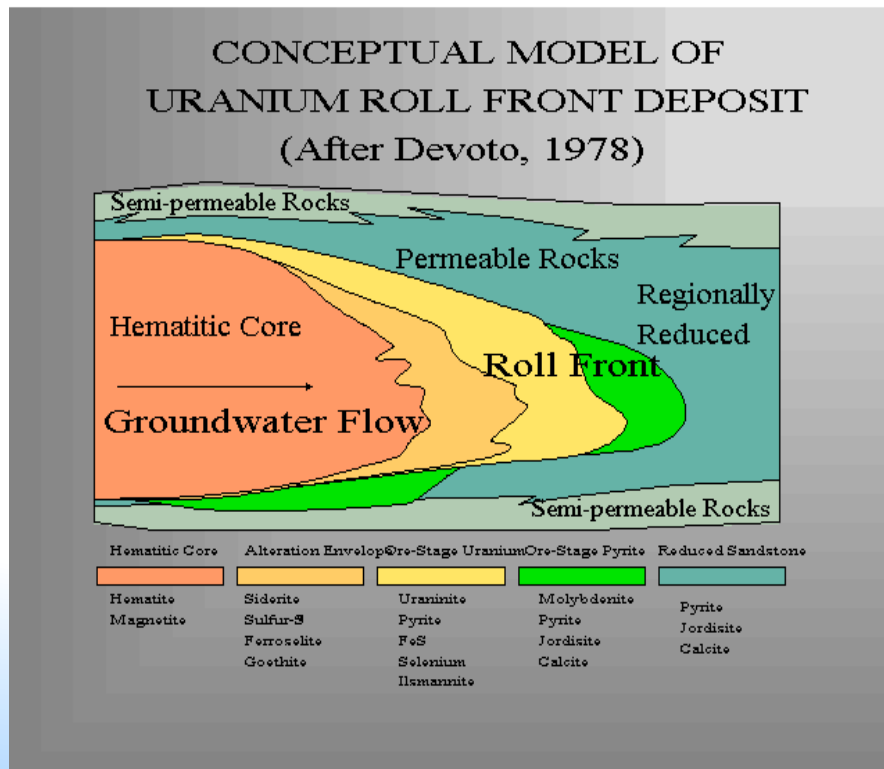 CONCEPTUAL MODEL OF
URANIUM ROLL FRONT DEPOSIT
(After Devoto, 1978)
Semi-permeable Rocks
Permeable Rocks
Regionally
Reduced
Hematitic Core
Roll Front
Groundwater Flow
Semi-permeable Rocks
Hematitic Core
Alteration Envelop
Ore-Stage Uranium
Ore-Stage Pyrite
Reduced Sandstone
Hematite
Magnetite
Siderite
Sulfur-S
Ferroselite
Goethite
Uraninite
Pyrite
FeS
Selenium
Ilsmannite
Molybdenite
Pyrite
Jordisite
Calcite
Pyrite
Jordisite
Calcite